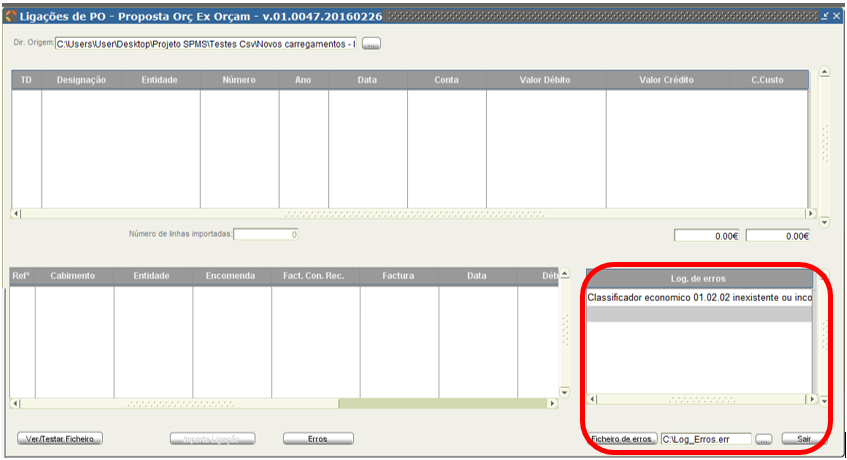 Ligações de PO - Proposta Orç Ex Orçam - v.01.0047.20160226
Dir. Origem: C:\Users\User\Desktop\Projeto SPMS\Testes Csv\Novos carregamentos - I ...
TD Designação Entidade Número Ano Data Conta Valor Débito Valor Crédito C.Custo
Número de linhas importadas: 0 0.00€ 0.00€
Refª Cabimento Entidade Encomenda Fact. Con. Rec. Factura Data Déb
Log. de erros
Classificador economico 01.02.02 inexistente ou inco
Ver/Testar Ficheiro Importa Ligação Erros Ficheiro de erros C:\Log_Erros.err ... Sair